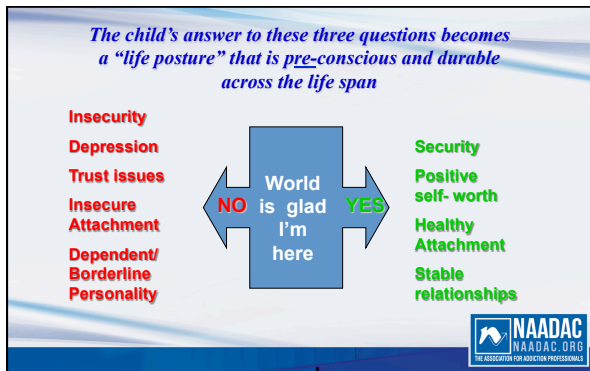 The child's answer to these three questions becomes
a “life posture” that is pre-conscious and durable
across the life span
Insecurity
Depression
Trust issues
Insecure
Attachment
Dependent/
Borderline
Personality
NO
World
is glad
I'm
here
YES
Security
Positive
self- worth
Healthy
Attachment
Stable
relationships
NAADAC
NAADAC.ORG
THE ASSOCIATION FOR ADDICTION PROFESSIONALS